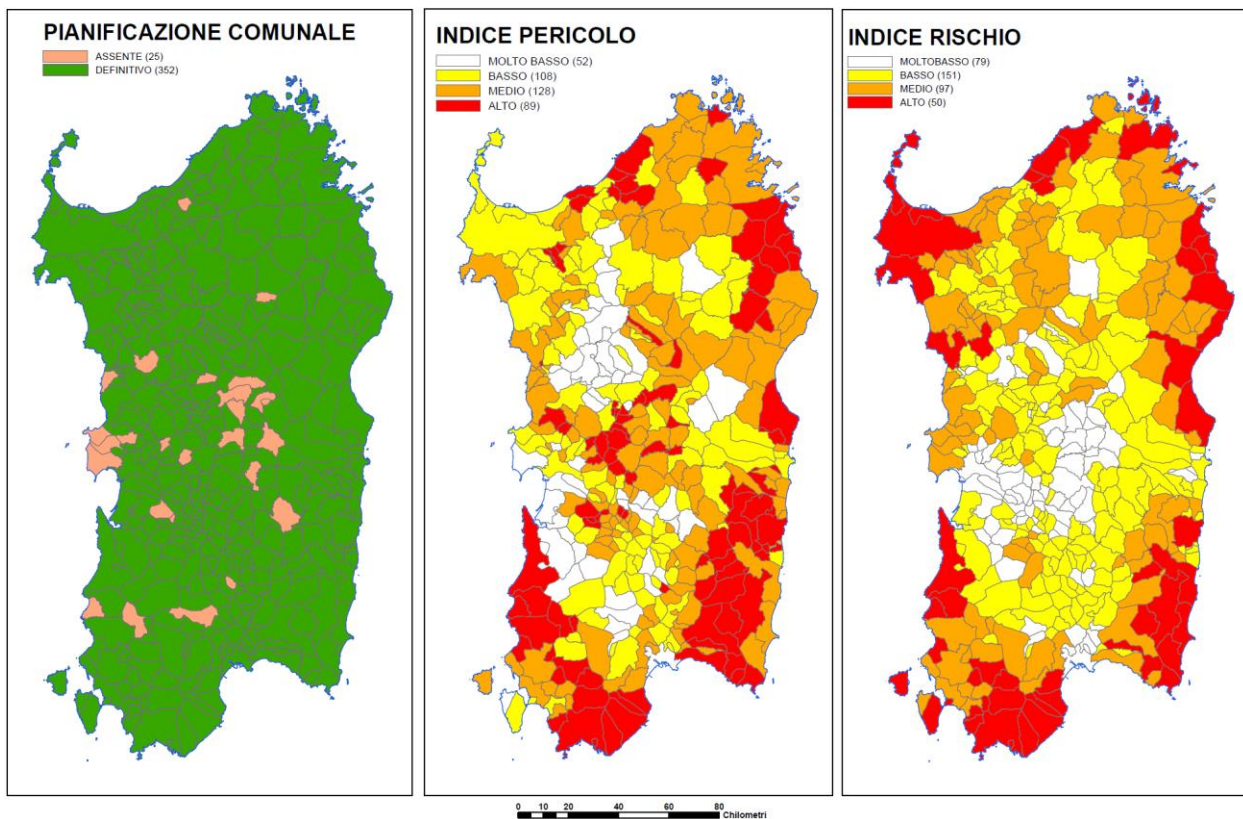 PIANIFICAZIONE COMUNALE
ASSENTE (25)
DEFINITIVO (352)
INDICE PERICOLO
MOLTO BASSO (52)
BASSO (108)
MEDIO (128)
ALTO (89)
INDICE RISCHIO
MOLTOBASSO (79)
BASSO (151)
MEDIO (97)
ALTO (50)
0 10 20 40 60 80
Chilometri